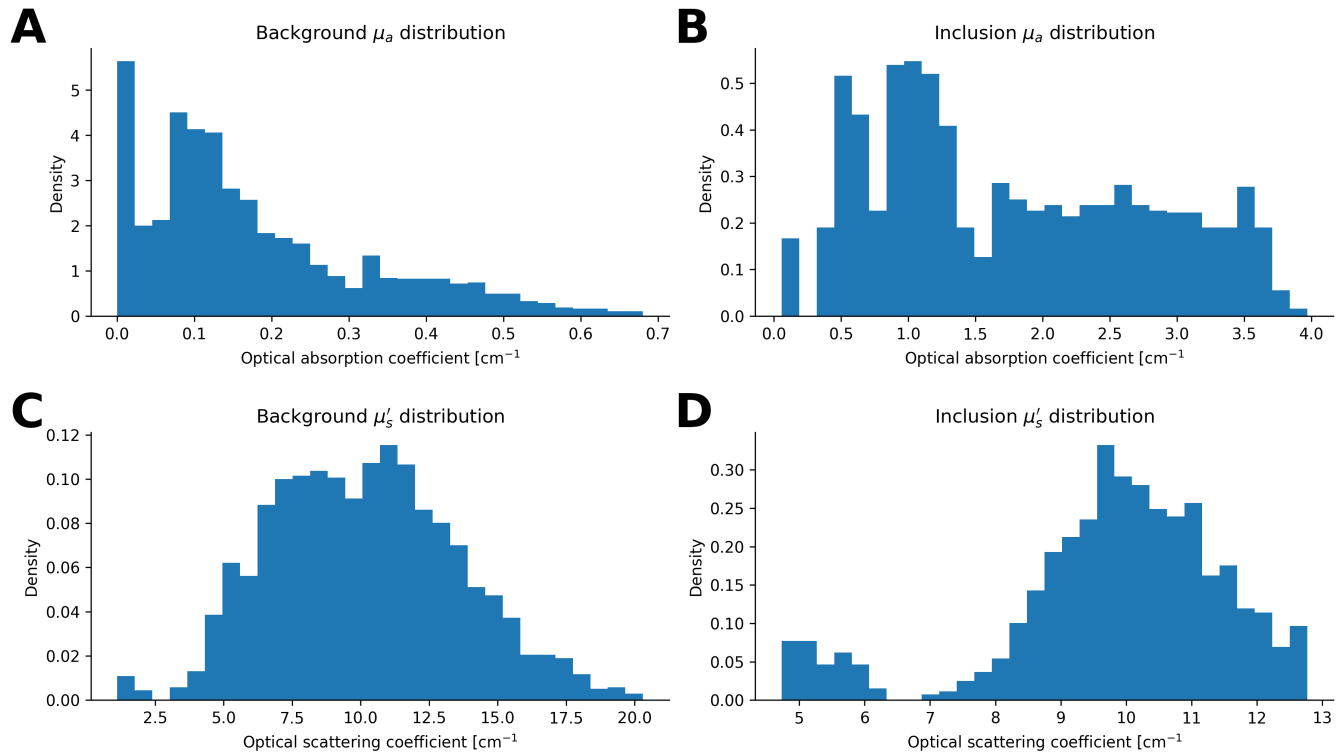 A
Background μₐ distribution
Density
5
4
3
2
1
0
0.0 0.1 0.2 0.3 0.4 0.5 0.6 0.7
Optical absorption coefficient [cm⁻¹
B
Inclusion μₐ distribution
Density
0.5
0.4
0.3
0.2
0.1
0.0
0.0 0.5 1.0 1.5 2.0 2.5 3.0 3.5 4.0
Optical absorption coefficient [cm⁻¹
C
Background μ′ₛ distribution
Density
0.12
0.10
0.08
0.06
0.04
0.02
0.00
2.5 5.0 7.5 10.0 12.5 15.0 17.5 20.0
Optical scattering coefficient [cm⁻¹
D
Inclusion μ′ₛ distribution
Density
0.30
0.25
0.20
0.15
0.10
0.05
0.00
5 6 7 8 9 10 11 12 13
Optical scattering coefficient [cm⁻¹